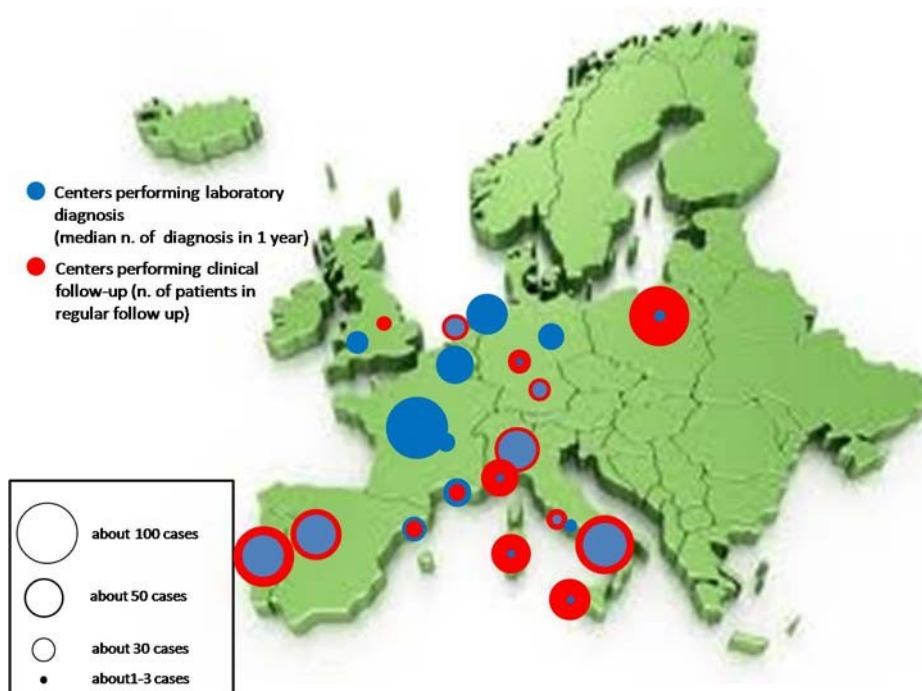 Centers performing laboratory
diagnosis
(median n. of diagnosis in 1 year)
Centers performing clinical
follow-up (n. of patients in
regular follow up)
about 100 cases
about 50 cases
about 30 cases
about1-3 cases